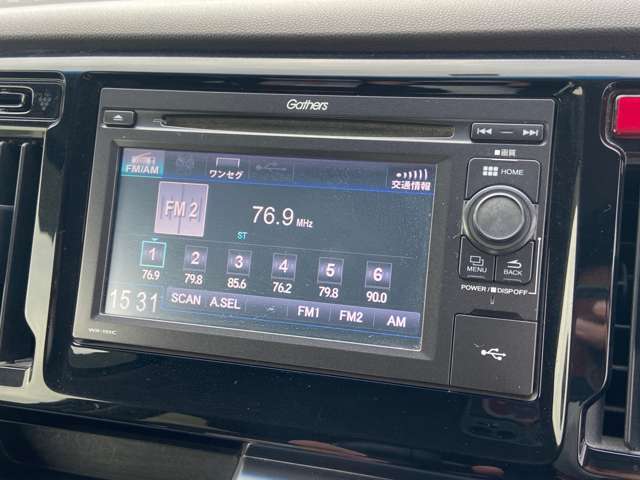 Gathers
■画質
HOME
FM/AM
ワンセグ
交通情報
FM 2
76.9 MHz
ST
1 2 3 4 5 6
76.9 79.8 85.6 76.2 79.8 90.0
MENU
BACK
POWER / ■ DISP OFF
15 31
SCAN A.SEL FM1 FM2 AM